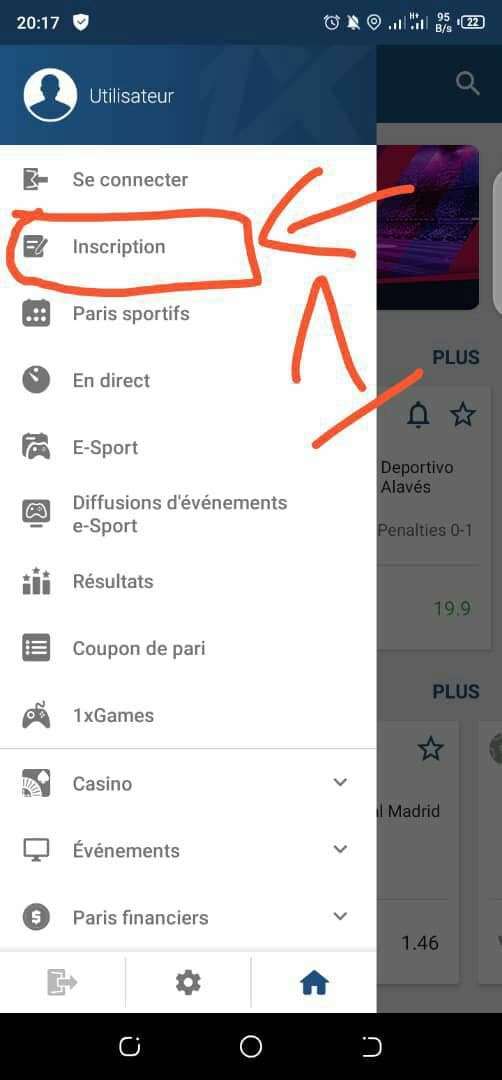 20:17
H+
95
B/s
22
1X
Utilisateur
Se connecter
Inscription
Paris sportifs
PLUS
En direct
E-Sport
Deportivo
Alavés
Diffusions d'événements
e-Sport
Penalties 0-1
Résultats
19.9
Coupon de pari
PLUS
1xGames
Casino
Madrid
Événements
Paris financiers
1.46